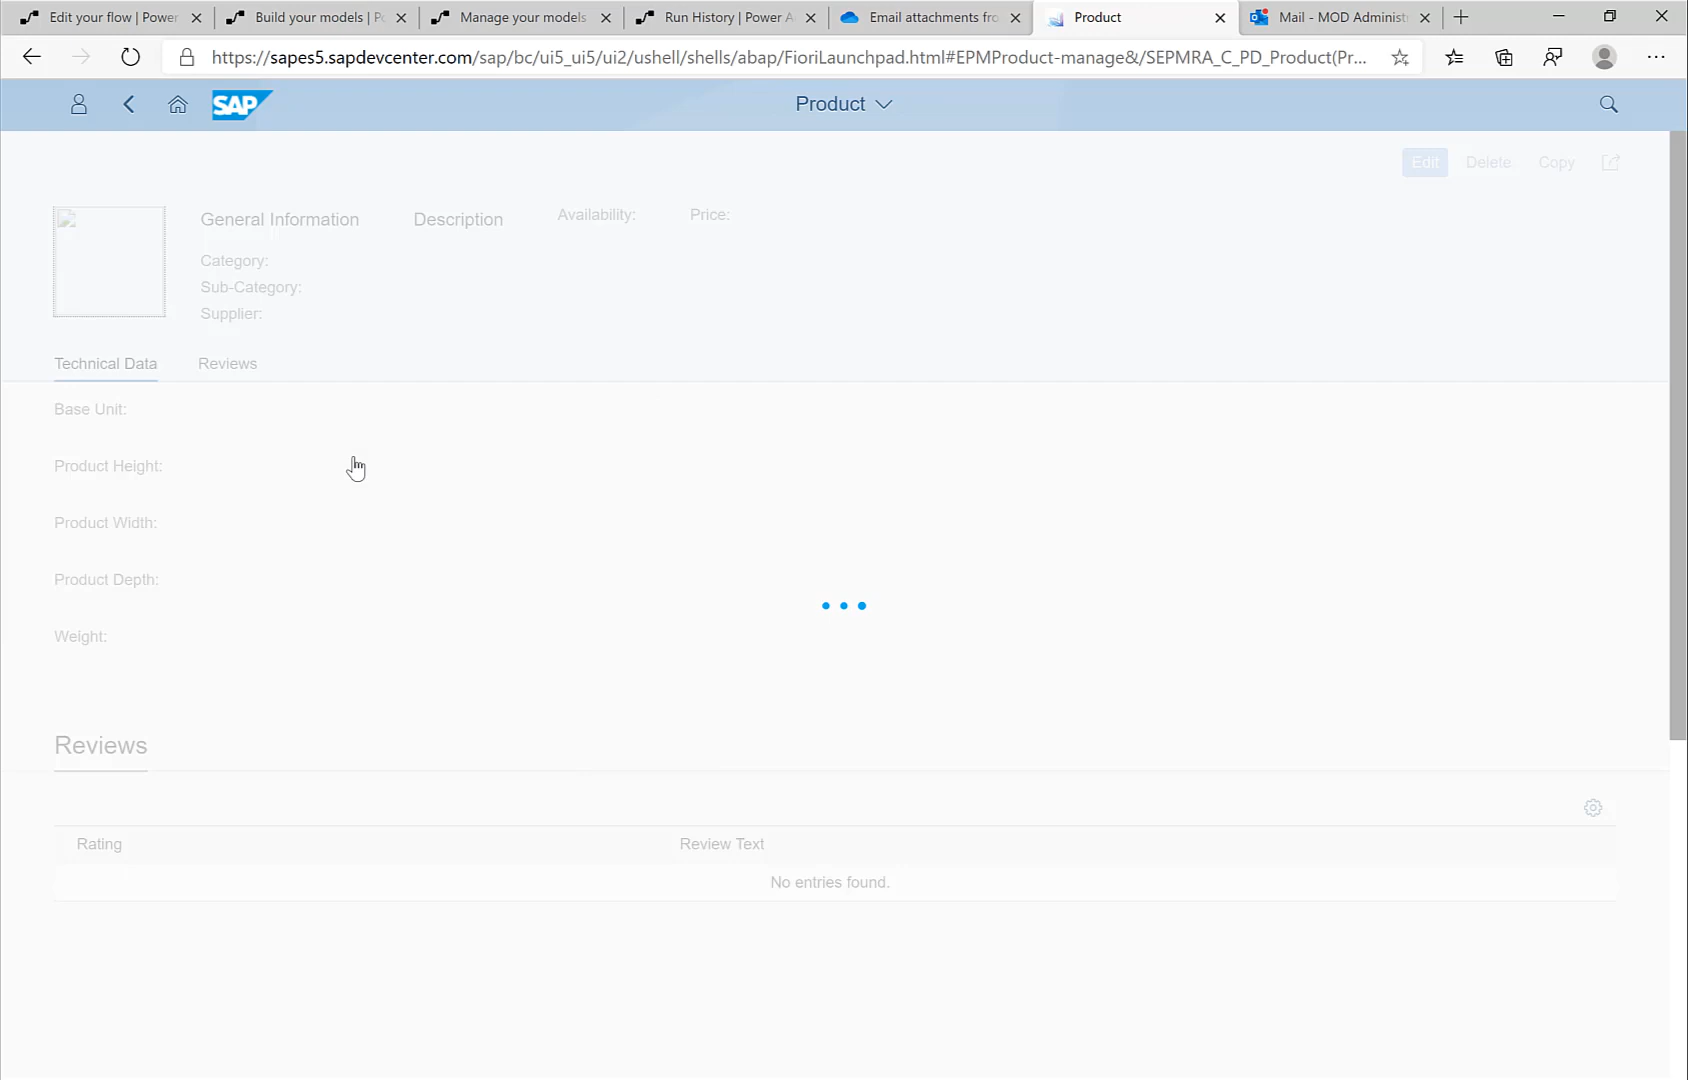 Edit your flow | Power
Build your models | Po
Manage your models
Run History | Power A
Email attachments fro
Product
Mail - MOD Administ
https://sapes5.sapdevcenter.com/sap/bc/ui5_ui5/ui2/ushell/shells/abap/FioriLaunchpad.html#EPMProduct-manage&/SEPMRA_C_PD_Product(Pr...
SAP
Product
Edit Delete Copy
General Information
Description
Availability:
Price:
Category:
Sub-Category:
Supplier:
Technical Data
Reviews
Base Unit:
Product Height:
Product Width:
Product Depth:
Weight:
Reviews
Rating
Review Text
No entries found.